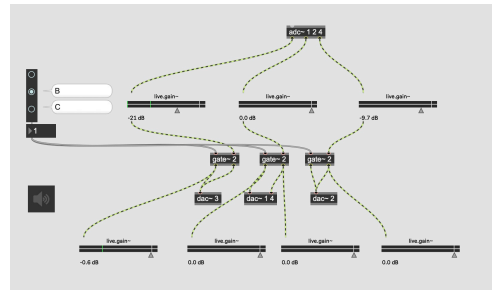 adc~ 1 2 4
B
C
live.gain~
live.gain~
live.gain~
-21 dB
0.0 dB
-9.7 dB
1
gate~ 2
gate~ 2
gate~ 2
dac~ 3
dac~ 1 4
dac~ 2
live.gain~
live.gain~
live.gain~
live.gain~
-0.6 dB
0.0 dB
0.0 dB
0.0 dB